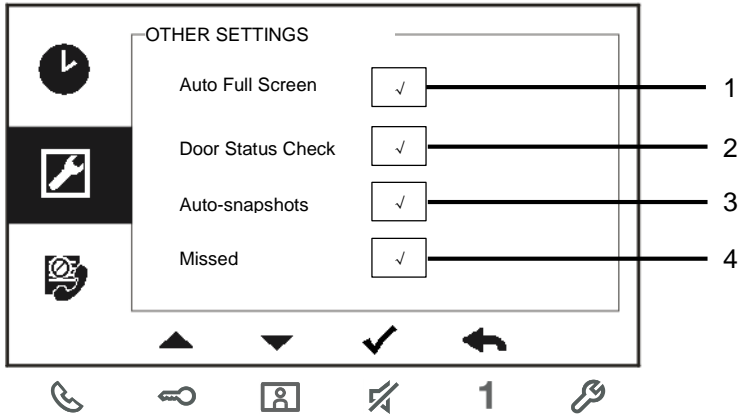 OTHER SETTINGS
Auto Full Screen √ 1
Door Status Check √ 2
Auto-snapshots √ 3
Missed √ 4
1